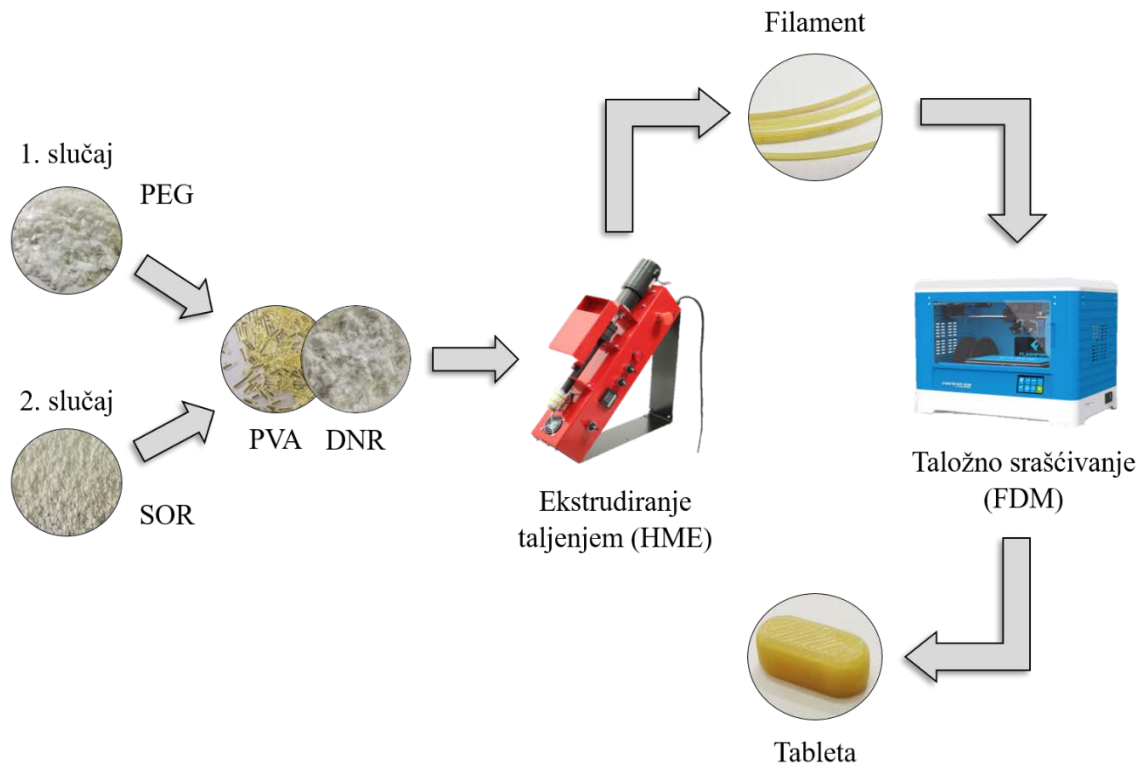 Filament
1. slučaj
PEG
2. slučaj
SOR
PVA
DNR
Ekstrudiranje
taljenjem (HME)
Taložno srašćivanje
(FDM)
Tableta